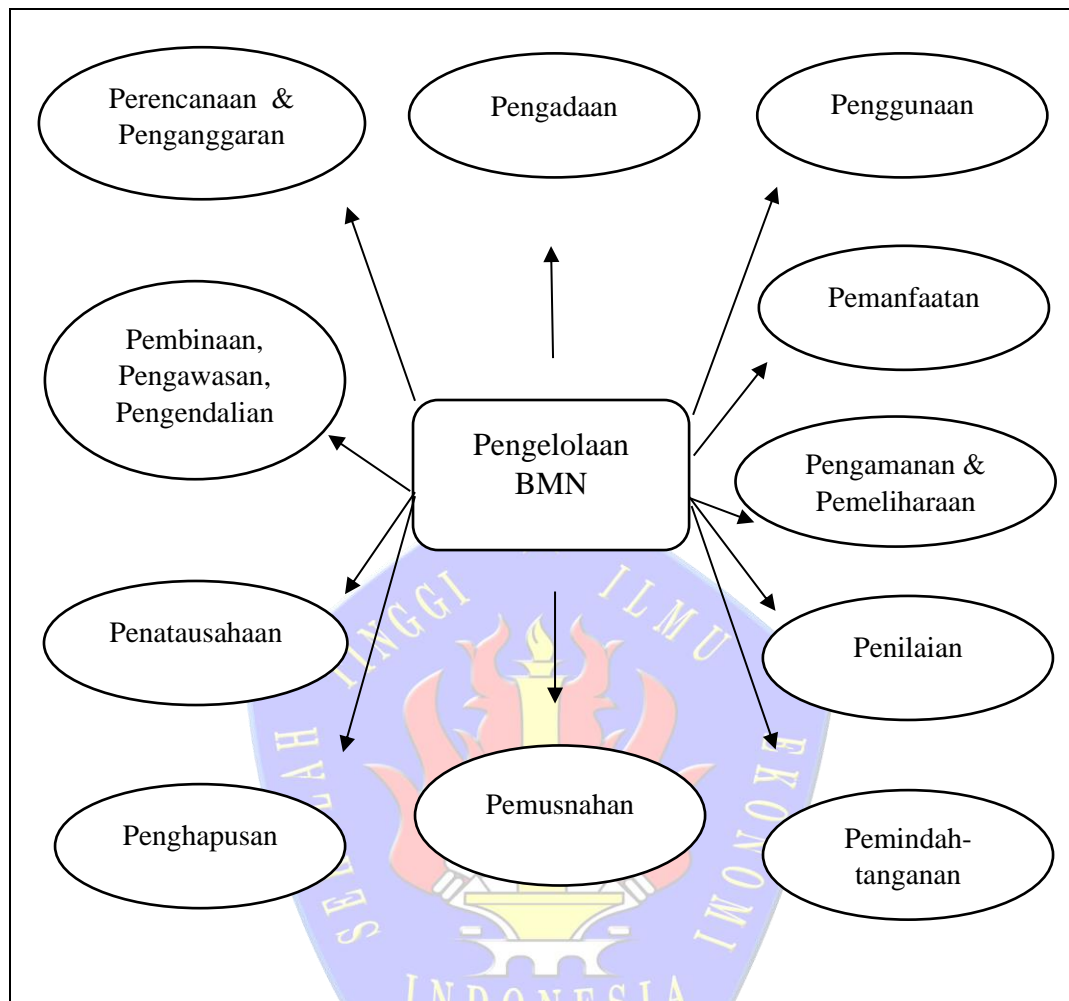 Perencanaan &
Penganggaran
Pengadaan
Penggunaan
Pemanfaatan
Pembinaan,
Pengawasan,
Pengendalian
Pengelolaan
BMN
Pengamanan &
Pemeliharaan
Penatausahaan
Penilaian
Penghapusan
Pemusnahan
Pemindah-
tanganan
SEKOLAH TINGGI ILMU EKONOMI
INDONESIA